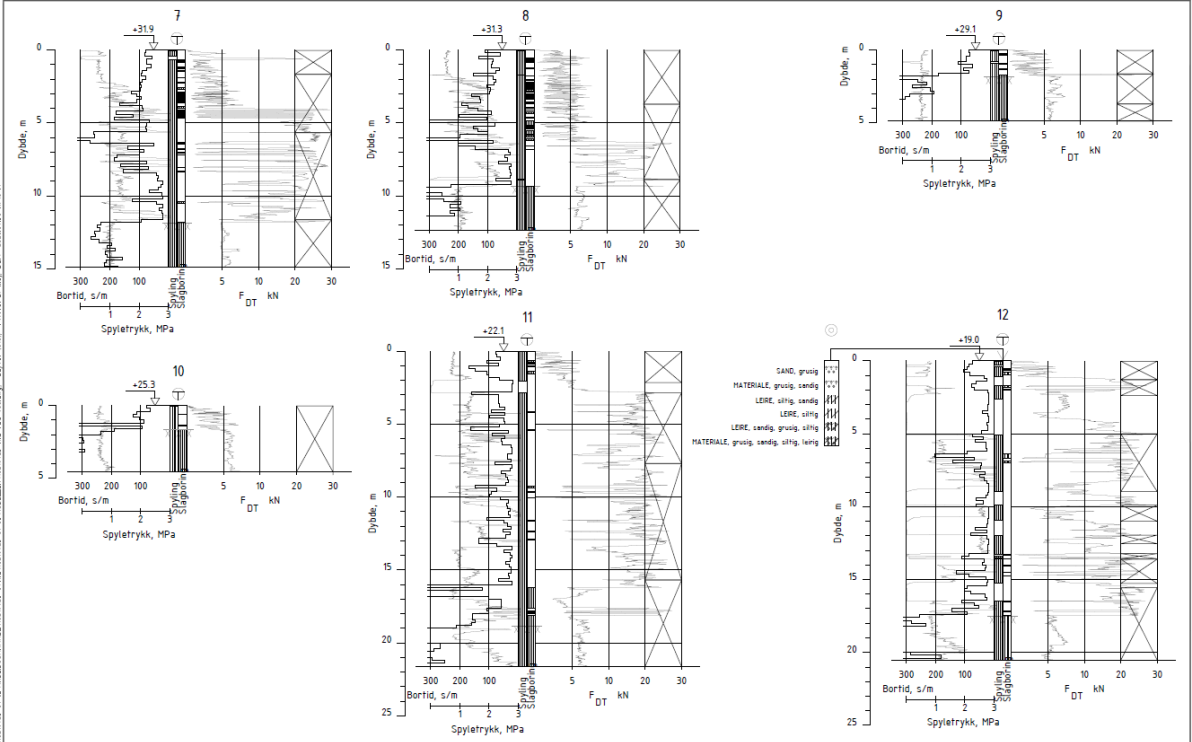 7
+31.9
0
5
10
15
Dybde, m
300 200 100 5 10 20 30
Bortid, s/m
F DT kN
1 2 3
Spyletrykk, MPa
Spyling
Slagboring
8
+31.3
0
5
10
15
Dybde, m
300 200 100 5 10 20 30
Bortid, s/m
F DT kN
1 2 3
Spyletrykk, MPa
Spyling
Slagboring
9
+29.1
0
5
Dybde, m
300 200 100 5 10 20 30
Bortid, s/m
F DT kN
1 2 3
Spyletrykk, MPa
Spyling
Slagboring
10
+25.3
0
5
Dybde, m
300 200 100 5 10 20 30
Bortid, s/m
F DT kN
1 2 3
Spyletrykk, MPa
Spyling
Slagboring
11
+22.1
0
5
10
15
20
25
Dybde, m
300 200 100 5 10 20 30
Bortid, s/m
F DT kN
1 2 3
Spyletrykk, MPa
Spyling
Slagboring
12
+19.0
SAND, grusig
MATERIALE, grusig, sandig
LEIRE, siltig, sandig
LEIRE, siltig
LEIRE, sandig, grusig, siltig
MATERIALE, grusig, sandig, siltig, leirig
0
5
10
15
20
25
Dybde, m
300 200 100 5 10 20 30
Bortid, s/m
F DT kN
1 2 3
Spyletrykk, MPa
Spyling
Slagboring